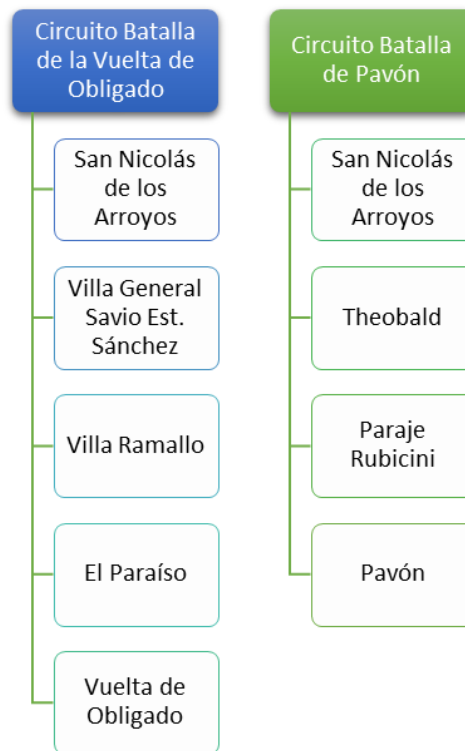 Circuito Batalla
de la Vuelta de
Obligado
San Nicolás
de los
Arroyos
Villa General
Savio Est.
Sánchez
Villa Ramallo
El Paraíso
Vuelta de
Obligado
Circuito Batalla
de Pavón
San Nicolás
de los
Arroyos
Theobald
Paraje
Rubicini
Pavón